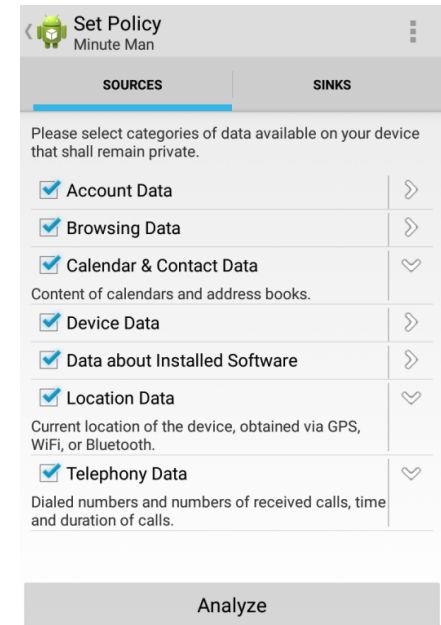 Set Policy
Minute Man
SOURCES SINKS
Please select categories of data available on your device
that shall remain private.
Account Data
Browsing Data
Calendar & Contact Data
Content of calendars and address books.
Device Data
Data about Installed Software
Location Data
Current location of the device, obtained via GPS,
WiFi, or Bluetooth.
Telephony Data
Dialed numbers and numbers of received calls, time
and duration of calls.
Analyze